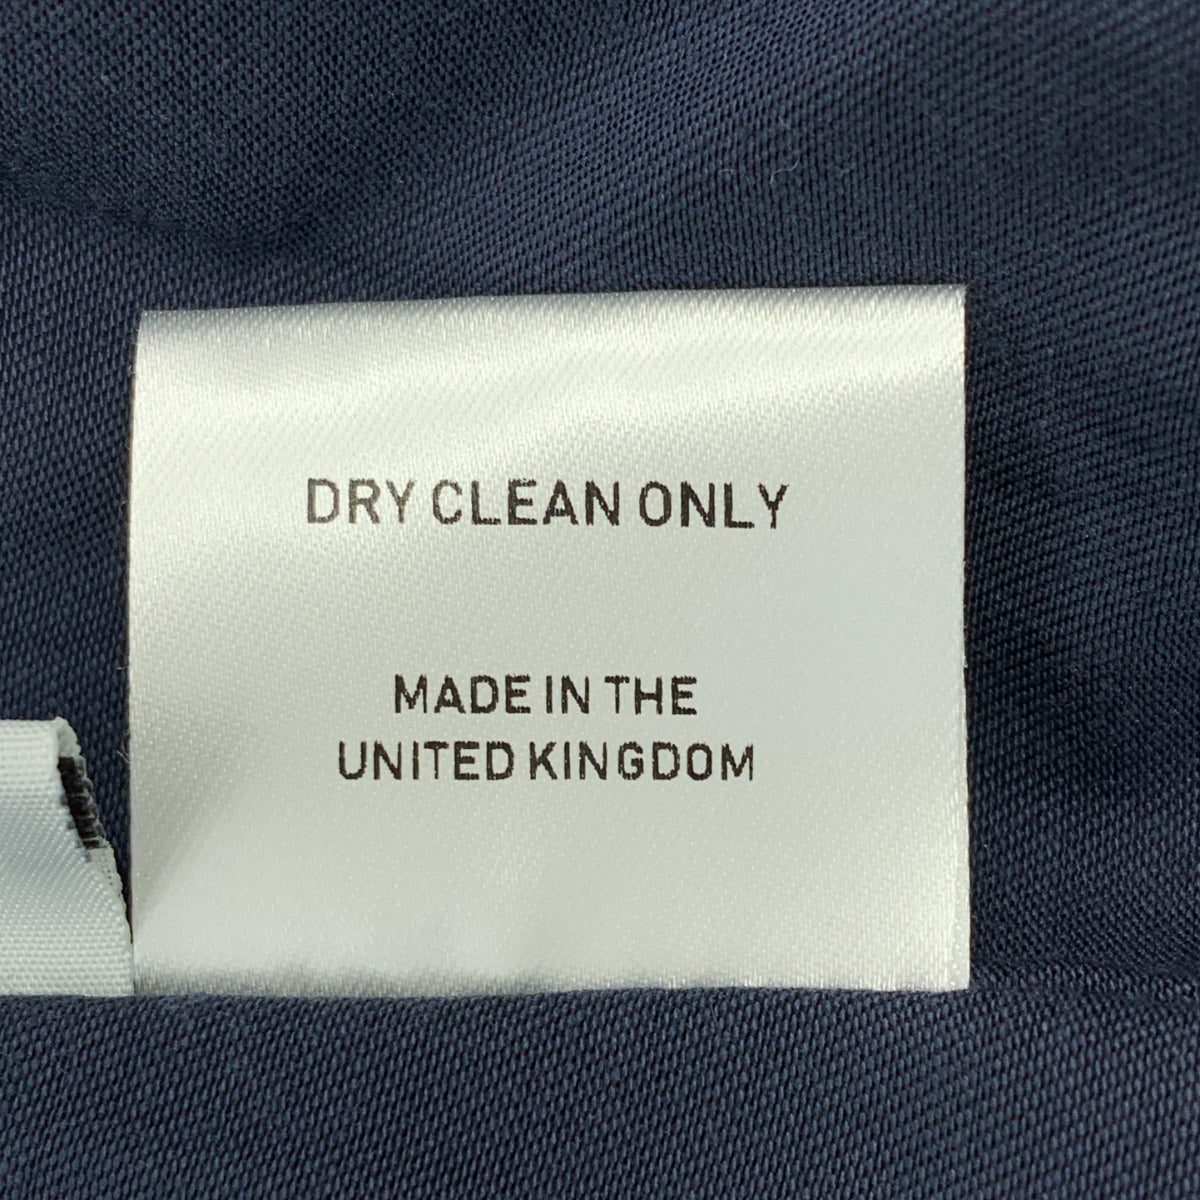 DRY CLEAN ONLY
MADE IN THE
UNITED KINGDOM